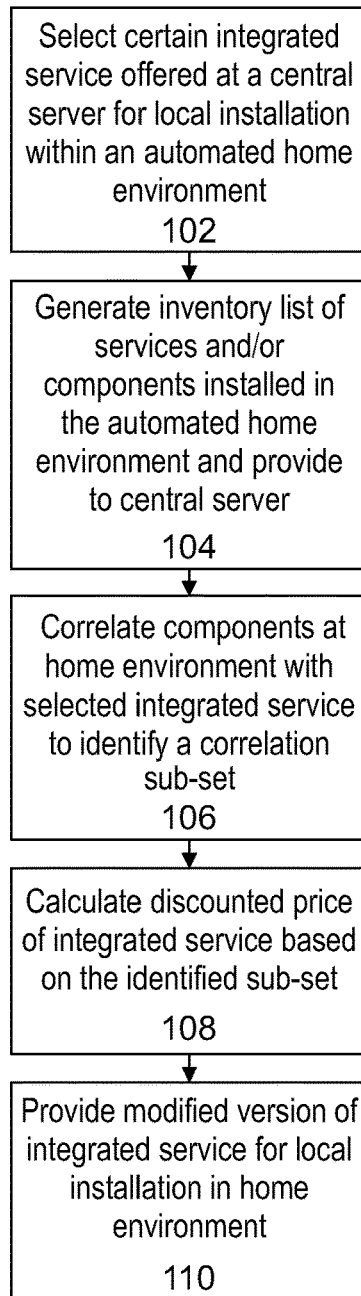 Select certain integrated
service offered at a central
server for local installation
within an automated home
environment
102
Generate inventory list of
services and/or
components installed in
the automated home
environment and provide
to central server
104
Correlate components at
home environment with
selected integrated service
to identify a correlation
sub-set
106
Calculate discounted price
of integrated service based
on the identified sub-set
108
Provide modified version of
integrated service for local
installation in home
environment
110